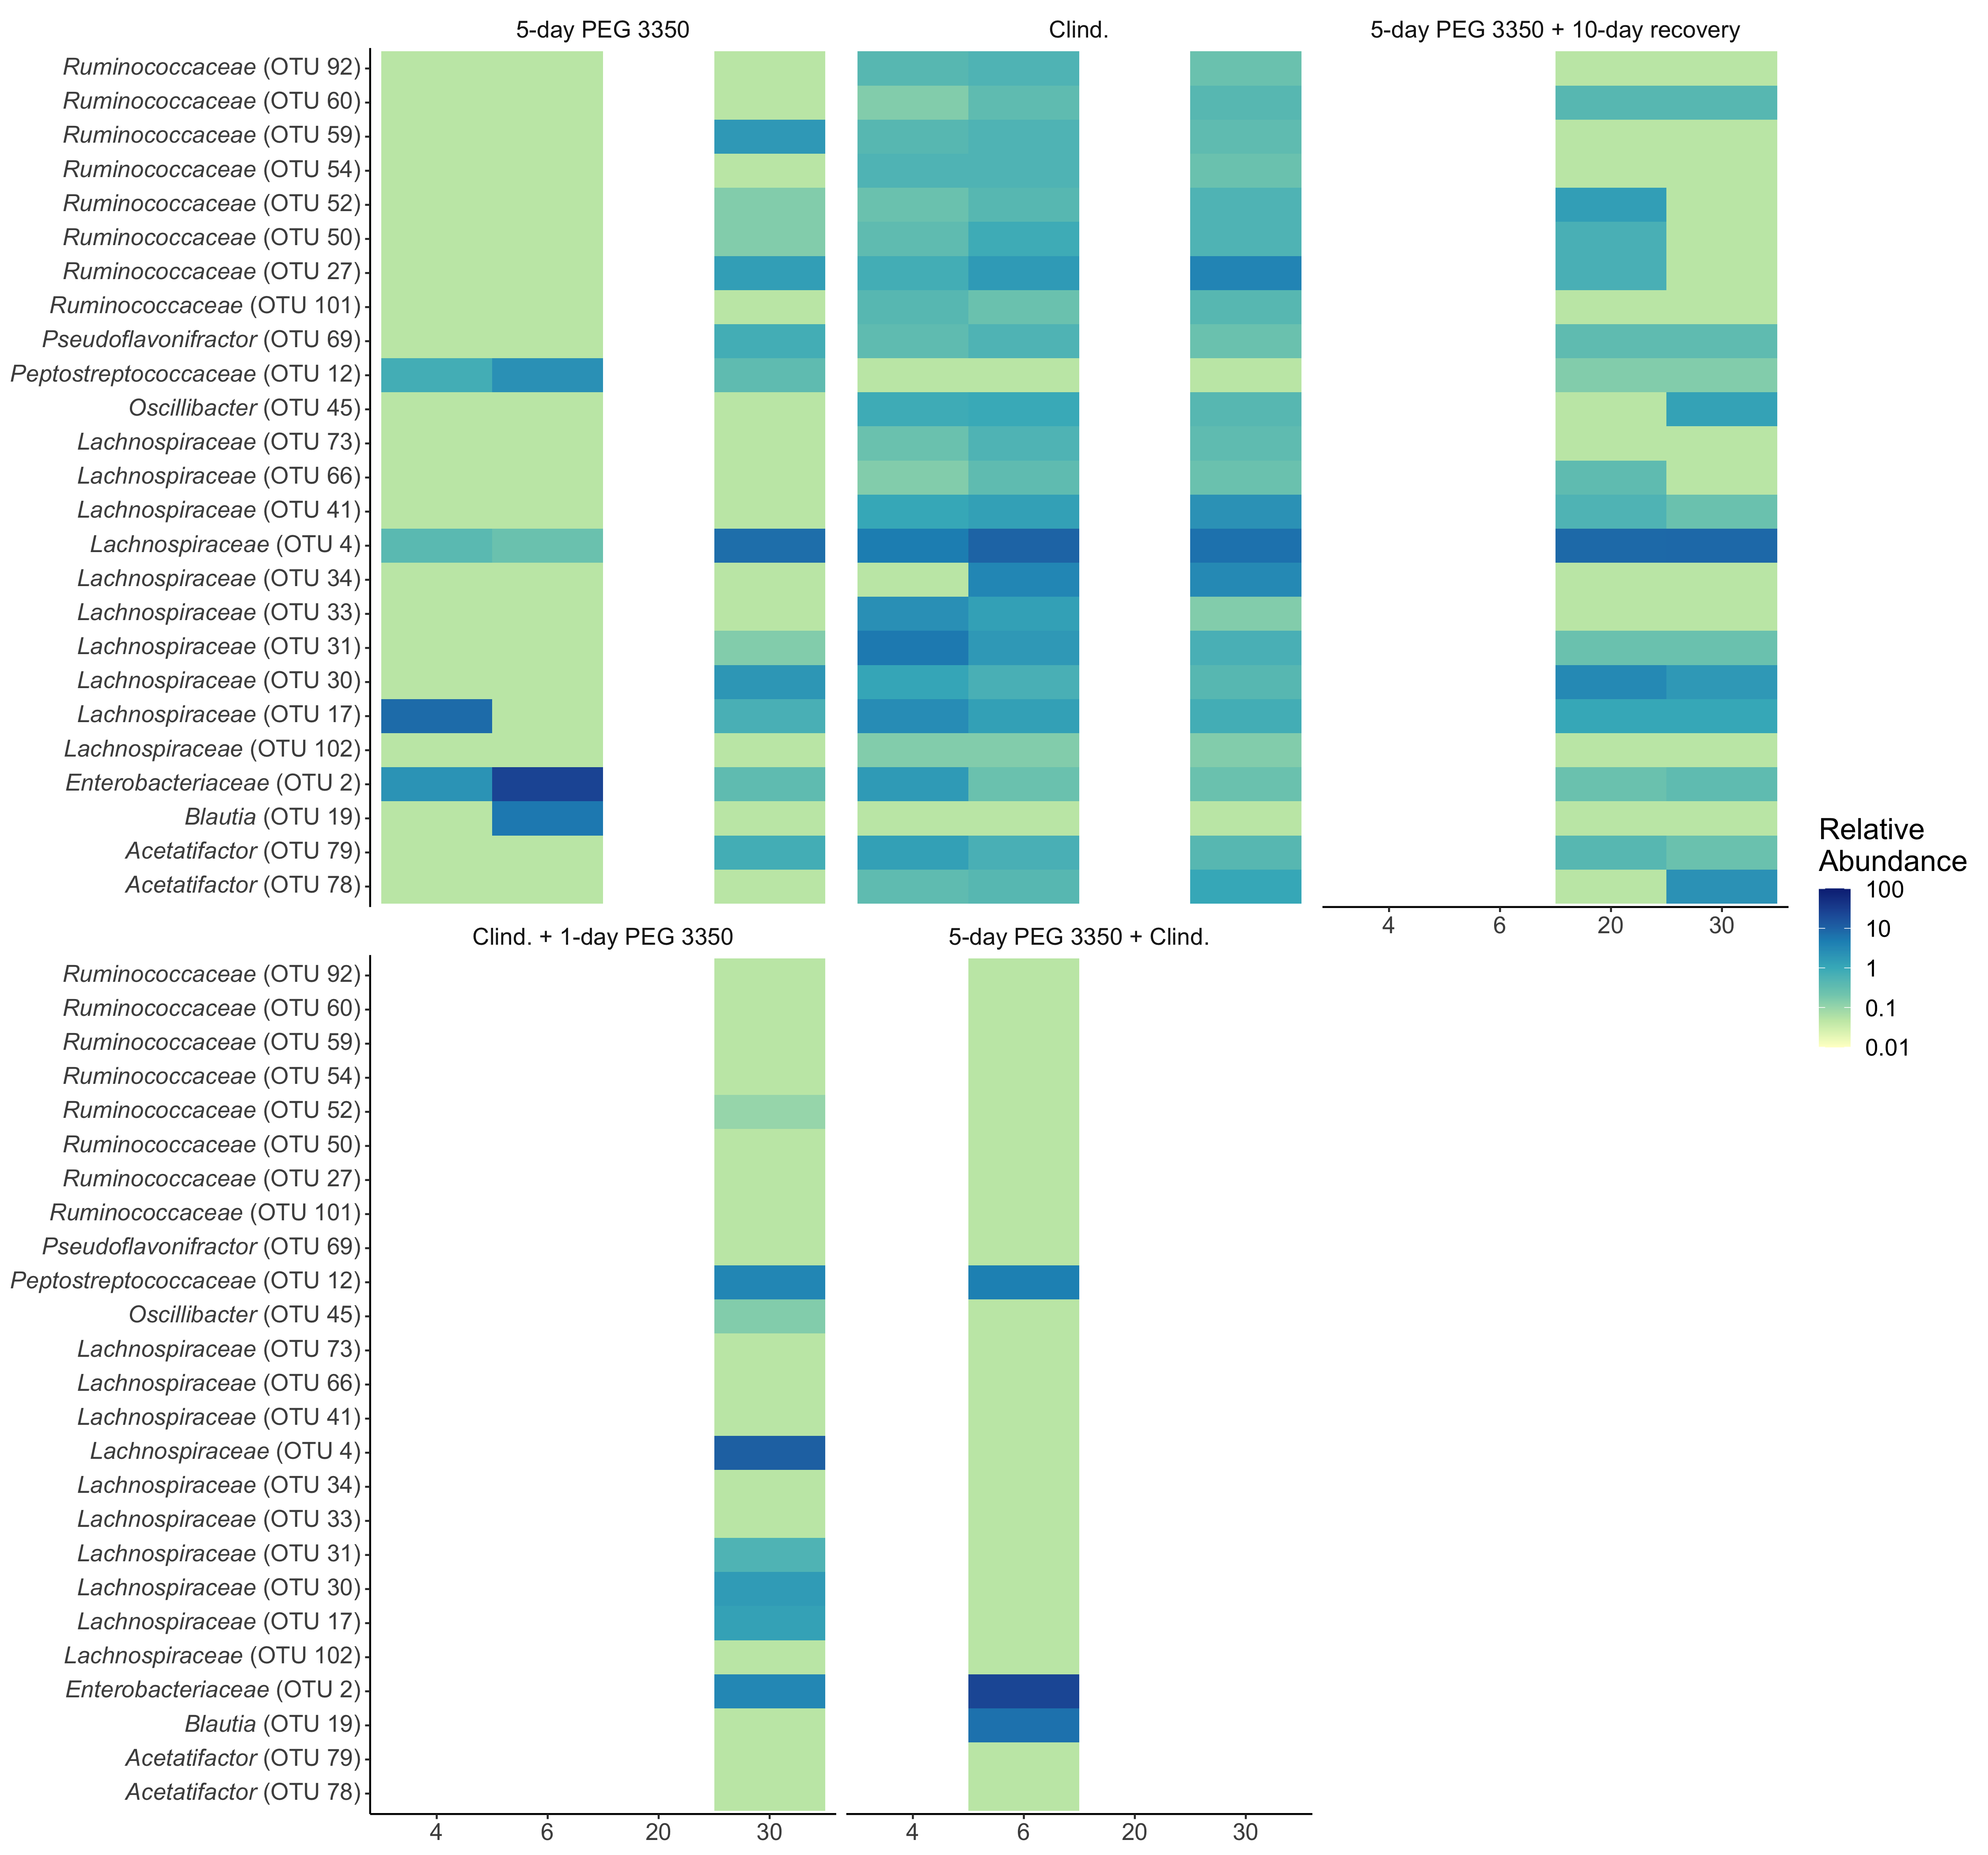 5-day PEG 3350
Clind.
5-day PEG 3350 + 10-day recovery
Ruminococcaceae (OTU 92)
Ruminococcaceae (OTU 60)
Ruminococcaceae (OTU 59)
Ruminococcaceae (OTU 54)
Ruminococcaceae (OTU 52)
Ruminococcaceae (OTU 50)
Ruminococcaceae (OTU 27)
Ruminococcaceae (OTU 101)
Pseudoflavonifractor (OTU 69)
Peptostreptococcaceae (OTU 12)
Oscillibacter (OTU 45)
Lachnospiraceae (OTU 73)
Lachnospiraceae (OTU 66)
Lachnospiraceae (OTU 41)
Lachnospiraceae (OTU 4)
Lachnospiraceae (OTU 34)
Lachnospiraceae (OTU 33)
Lachnospiraceae (OTU 31)
Lachnospiraceae (OTU 30)
Lachnospiraceae (OTU 17)
Lachnospiraceae (OTU 102)
Enterobacteriaceae (OTU 2)
Blautia (OTU 19)
Acetatifactor (OTU 79)
Acetatifactor (OTU 78)
4 6 20 30
Relative
Abundance
100
10
1
0.1
0.01
Clind. + 1-day PEG 3350
5-day PEG 3350 + Clind.
Ruminococcaceae (OTU 92)
Ruminococcaceae (OTU 60)
Ruminococcaceae (OTU 59)
Ruminococcaceae (OTU 54)
Ruminococcaceae (OTU 52)
Ruminococcaceae (OTU 50)
Ruminococcaceae (OTU 27)
Ruminococcaceae (OTU 101)
Pseudoflavonifractor (OTU 69)
Peptostreptococcaceae (OTU 12)
Oscillibacter (OTU 45)
Lachnospiraceae (OTU 73)
Lachnospiraceae (OTU 66)
Lachnospiraceae (OTU 41)
Lachnospiraceae (OTU 4)
Lachnospiraceae (OTU 34)
Lachnospiraceae (OTU 33)
Lachnospiraceae (OTU 31)
Lachnospiraceae (OTU 30)
Lachnospiraceae (OTU 17)
Lachnospiraceae (OTU 102)
Enterobacteriaceae (OTU 2)
Blautia (OTU 19)
Acetatifactor (OTU 79)
Acetatifactor (OTU 78)
4 6 20 30
4 6 20 30